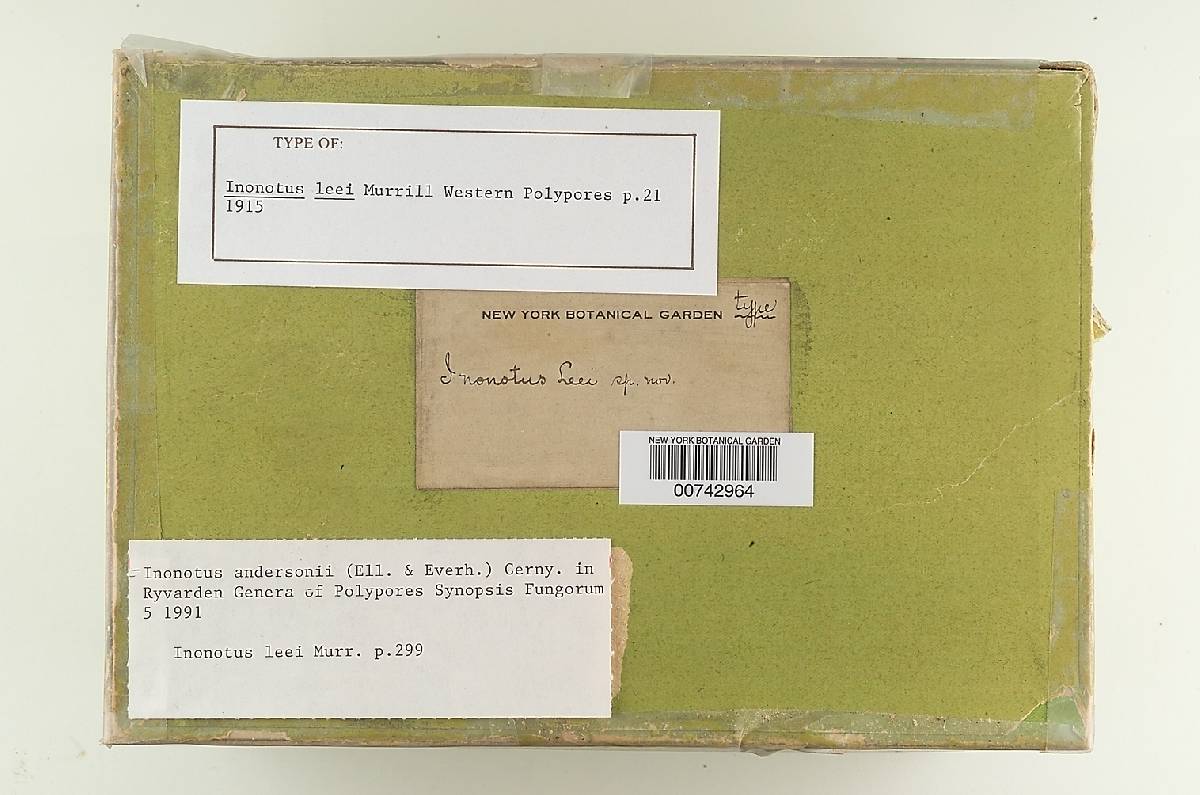 TYPE OF:
Inonotus leei Murrill Western Polypores p.21
1915
NEW YORK BOTANICAL GARDEN type
Inonotus Leei sp. nov.
NEW YORK BOTANICAL GARDEN
00742964
= Inonotus andersonii (Ell. & Everh.) Cerny. in
Ryvarden Genera of Polypores Synopsis Fungorum
5 1991
Inonotus leei Murr. p.299